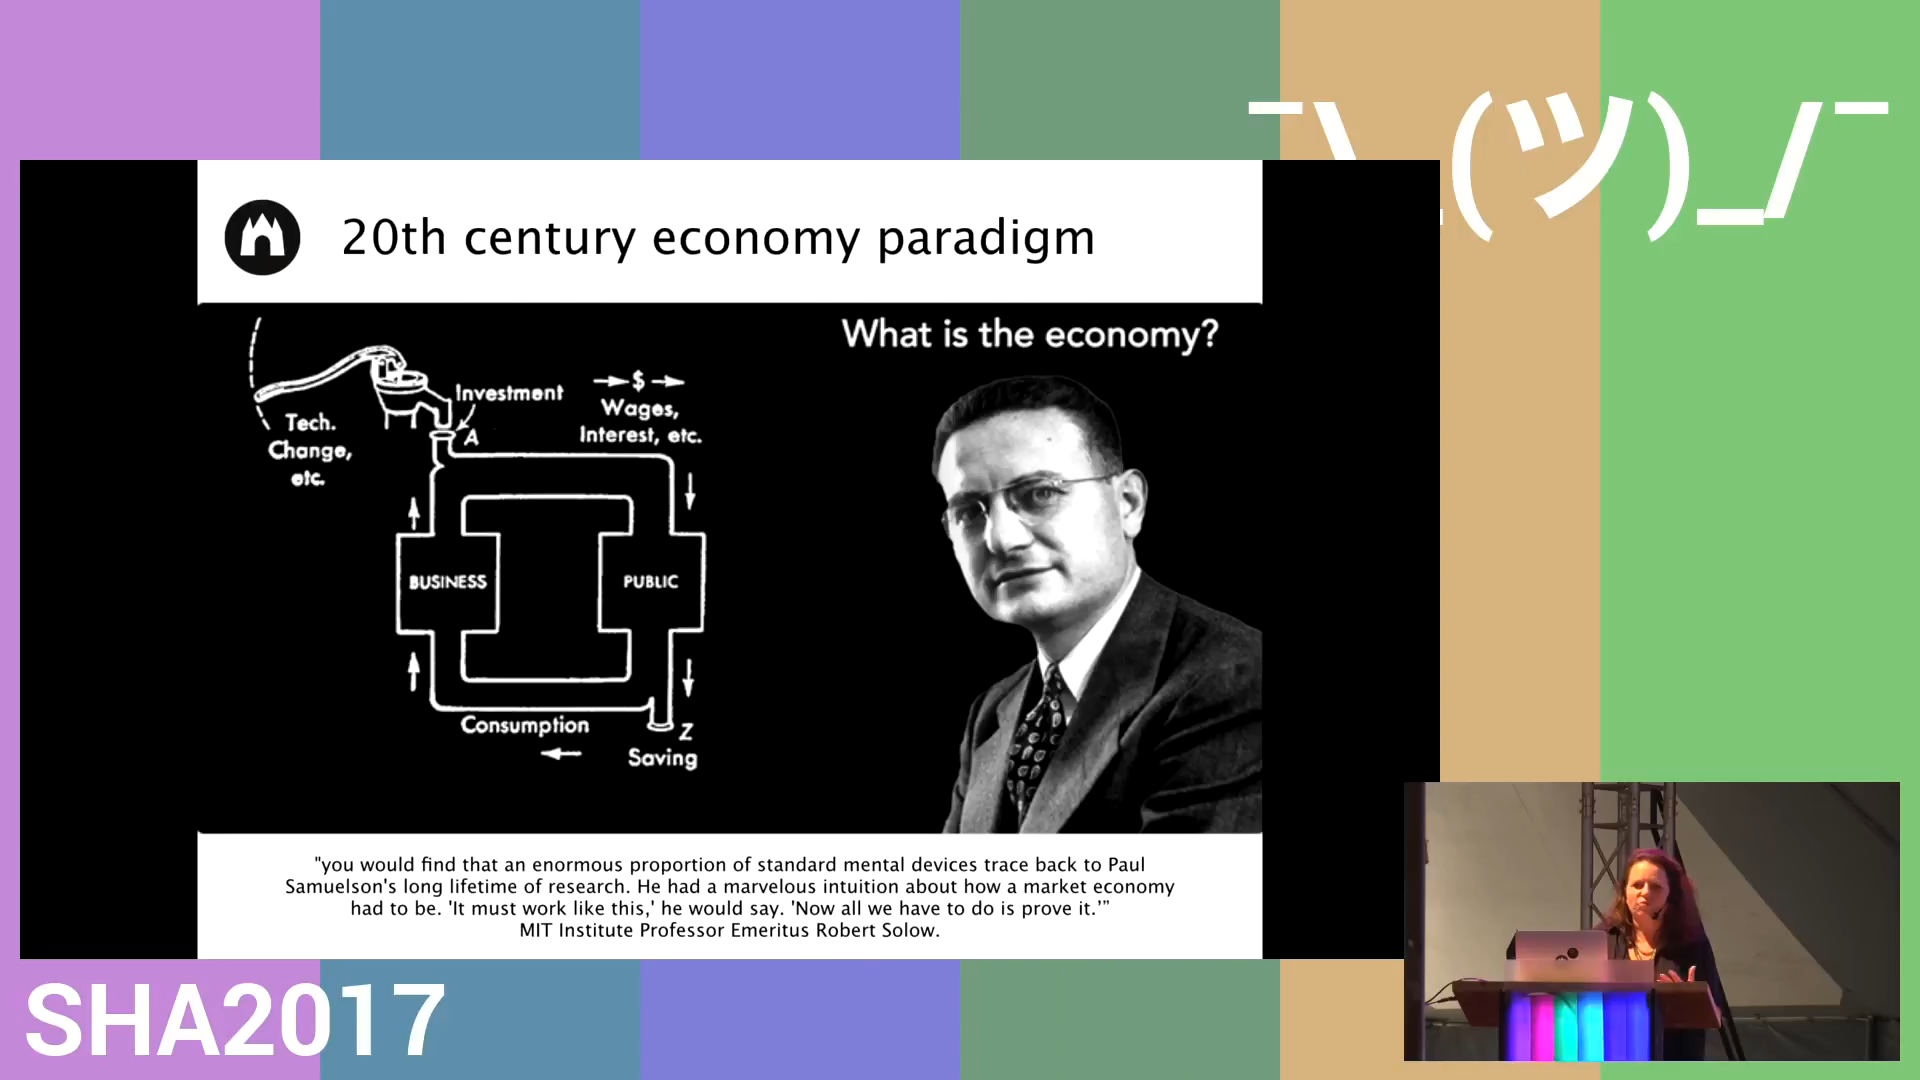 ¯\_(ツ)_/¯
20th century economy paradigm
What is the economy?
Investment
A
→ $ →
Wages,
Interest, etc.
Tech.
Change,
etc.
BUSINESS
PUBLIC
Consumption
Z
Saving
"you would find that an enormous proportion of standard mental devices trace back to Paul
Samuelson's long lifetime of research. He had a marvelous intuition about how a market economy
had to be. 'It must work like this,' he would say. 'Now all we have to do is prove it.'”
MIT Institute Professor Emeritus Robert Solow.
SHA2017